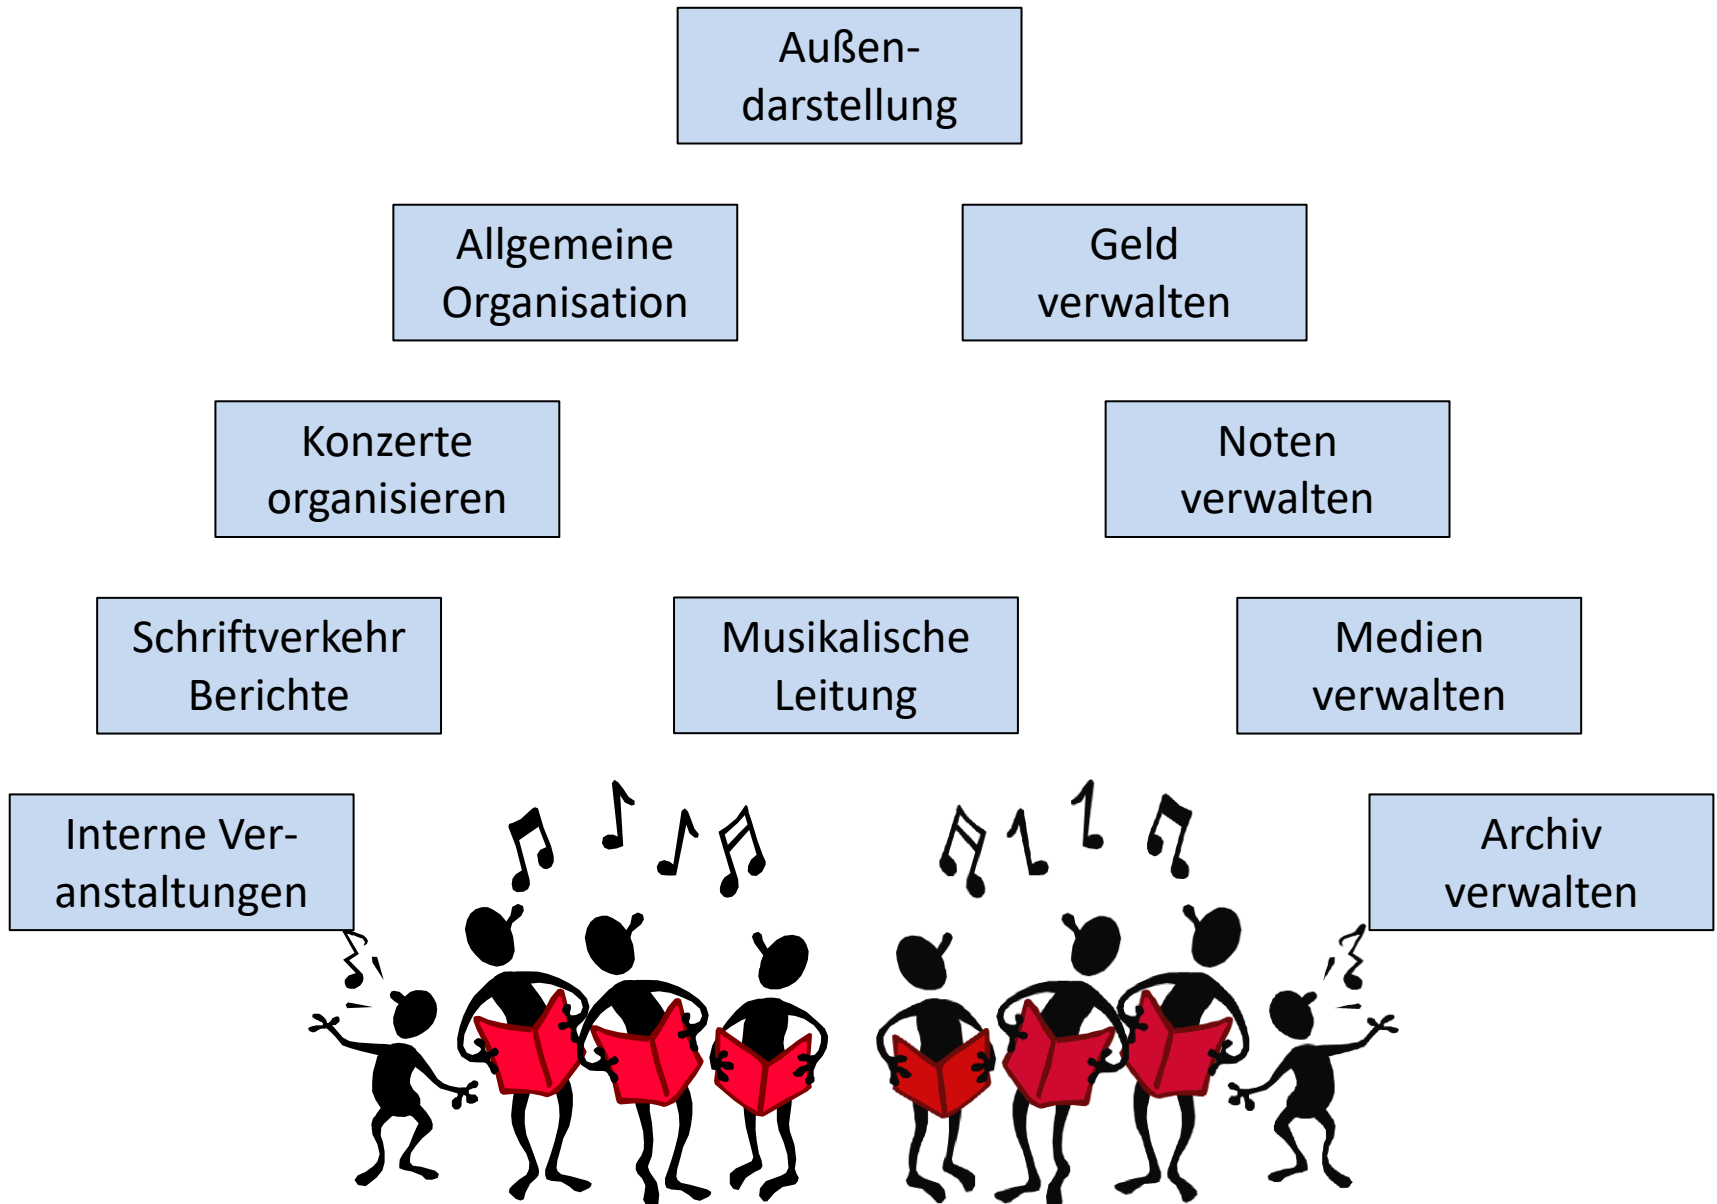 Außen-
darstellung
Allgemeine
Organisation
Geld
verwalten
Konzerte
organisieren
Noten
verwalten
Schriftverkehr
Berichte
Musikalische
Leitung
Medien
verwalten
Interne Ver-
anstaltungen
Archiv
verwalten